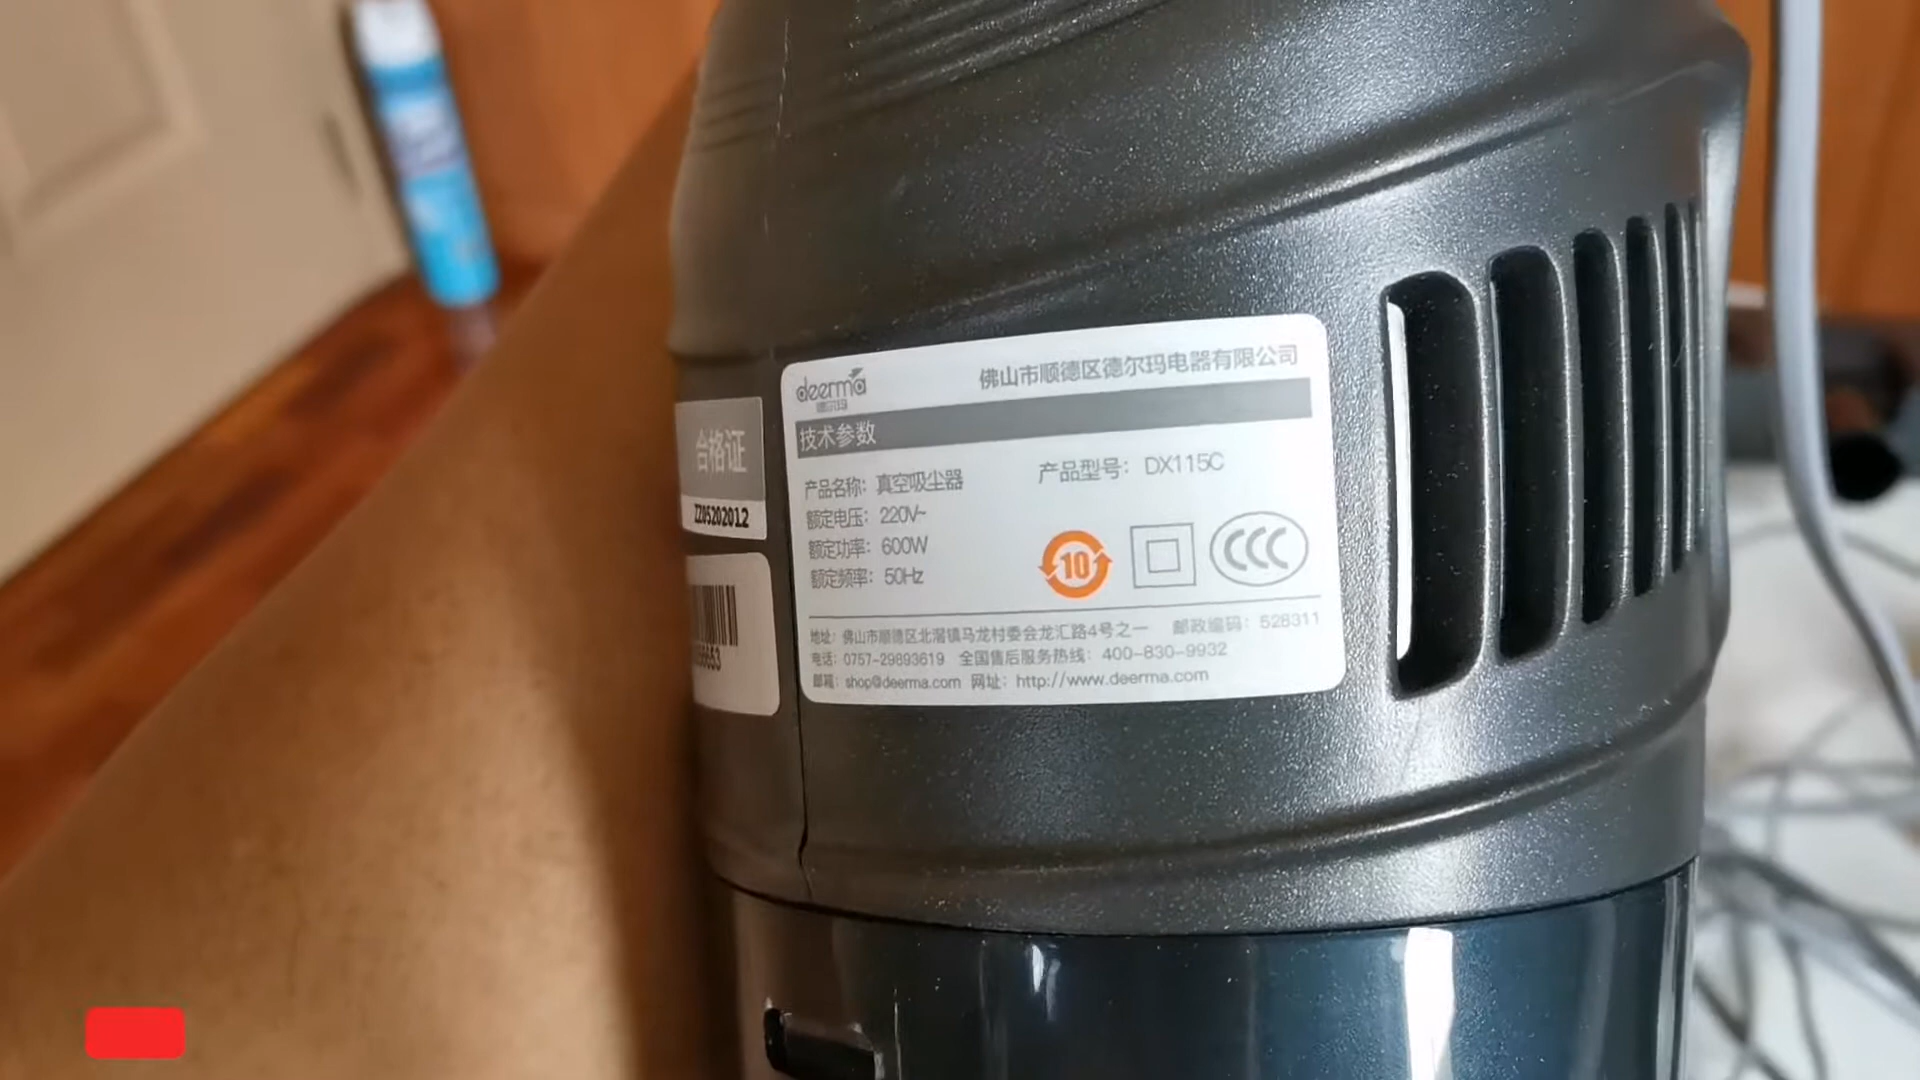 deerma
德尔玛
佛山市顺德区德尔玛电器有限公司
技术参数
产品名称：真空吸尘器 产品型号：DX115C
额定电压：220V~
额定功率：600W
额定频率：50Hz
10
CCC
地址：佛山市顺德区北滘镇马龙村委会龙汇路4号之一 邮政编码：528311
电话：0757-29893619 全国售后服务热线：400-830-9932
邮箱：shop@deerma.com 网址：http://www.deerma.com
合格证
ZZ05202012